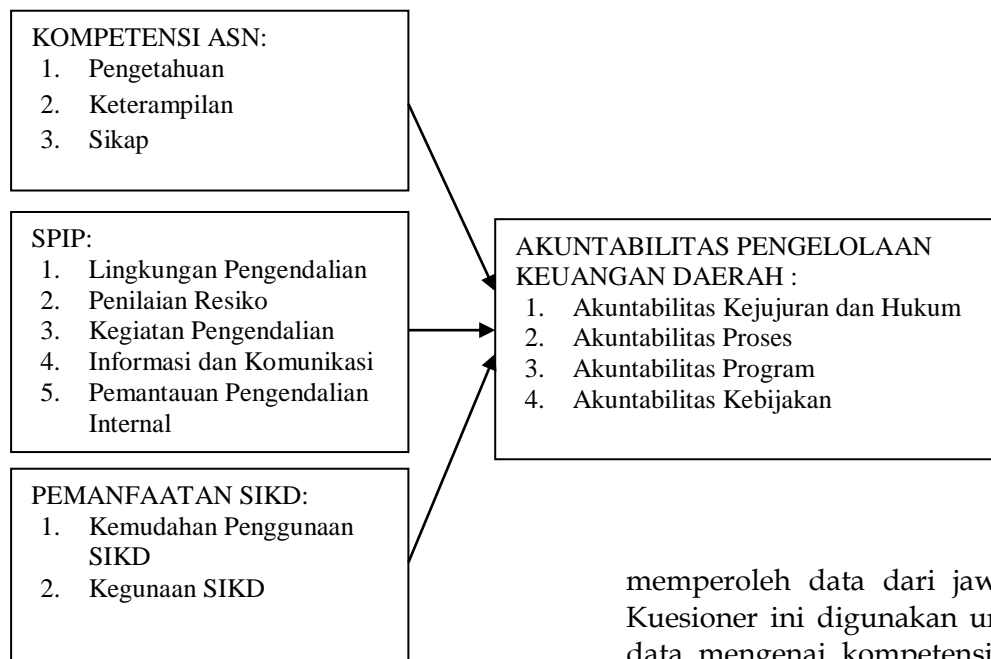 KOMPETENSI ASN:
1. Pengetahuan
2. Keterampilan
3. Sikap
SPIP:
1. Lingkungan Pengendalian
2. Penilaian Resiko
3. Kegiatan Pengendalian
4. Informasi dan Komunikasi
5. Pemantauan Pengendalian
Internal
PEMANFAATAN SIKD:
1. Kemudahan Penggunaan
SIKD
2. Kegunaan SIKD
AKUNTABILITAS PENGELOLAAN
KEUANGAN DAERAH :
1. Akuntabilitas Kejujuran dan Hukum
2. Akuntabilitas Proses
3. Akuntabilitas Program
4. Akuntabilitas Kebijakan
memperoleh data dari
Kuesioner ini digunakan
data mengenai kompetensi